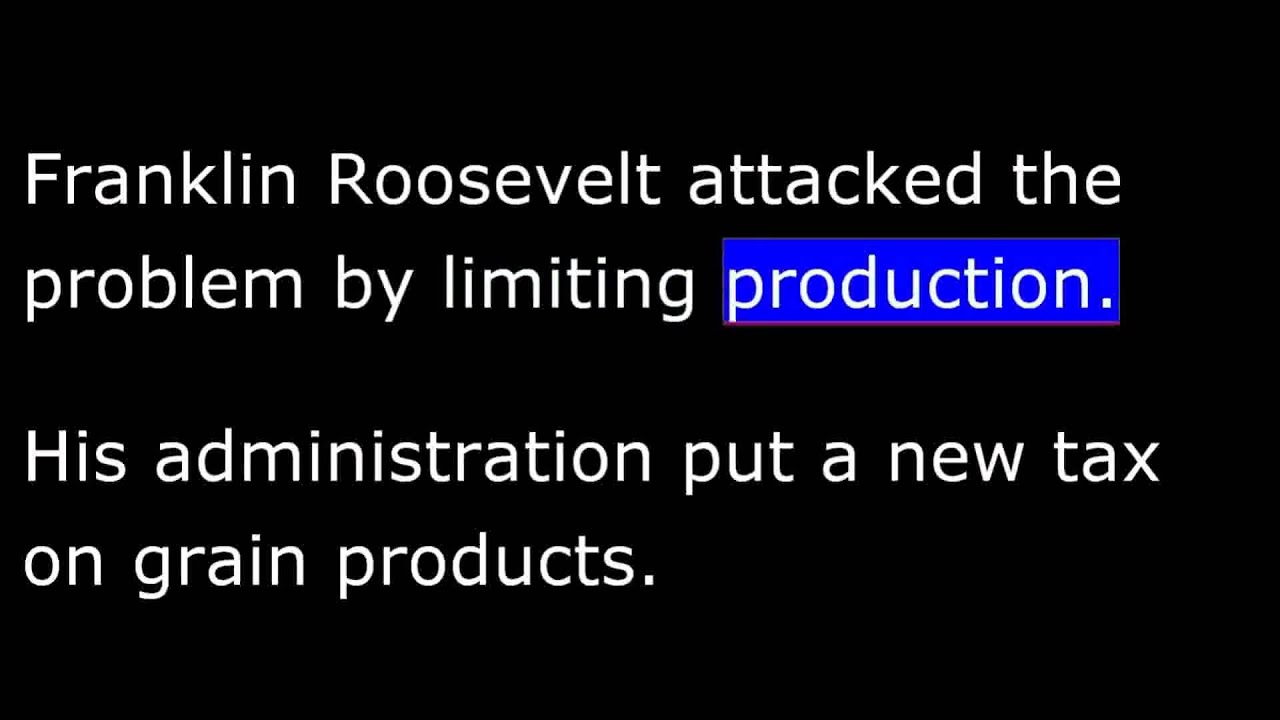 Franklin Roosevelt attacked the
problem by limiting production.
His administration put a new tax
on grain products.